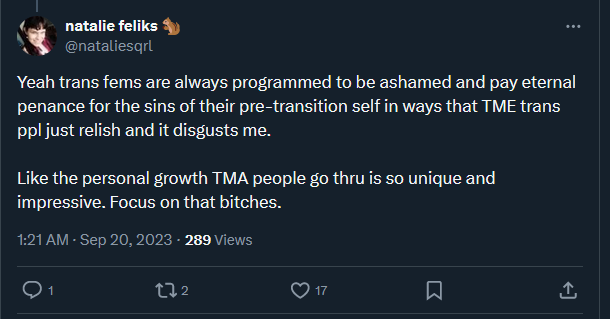 natalie feliks 🐿️
@nataliesqrl
Yeah trans fems are always programmed to be ashamed and pay eternal
penance for the sins of their pre-transition self in ways that TME trans
ppl just relish and it disgusts me.
Like the personal growth TMA people go thru is so unique and
impressive. Focus on that bitches.
1:21 AM · Sep 20, 2023 · 289 Views
1 2 17